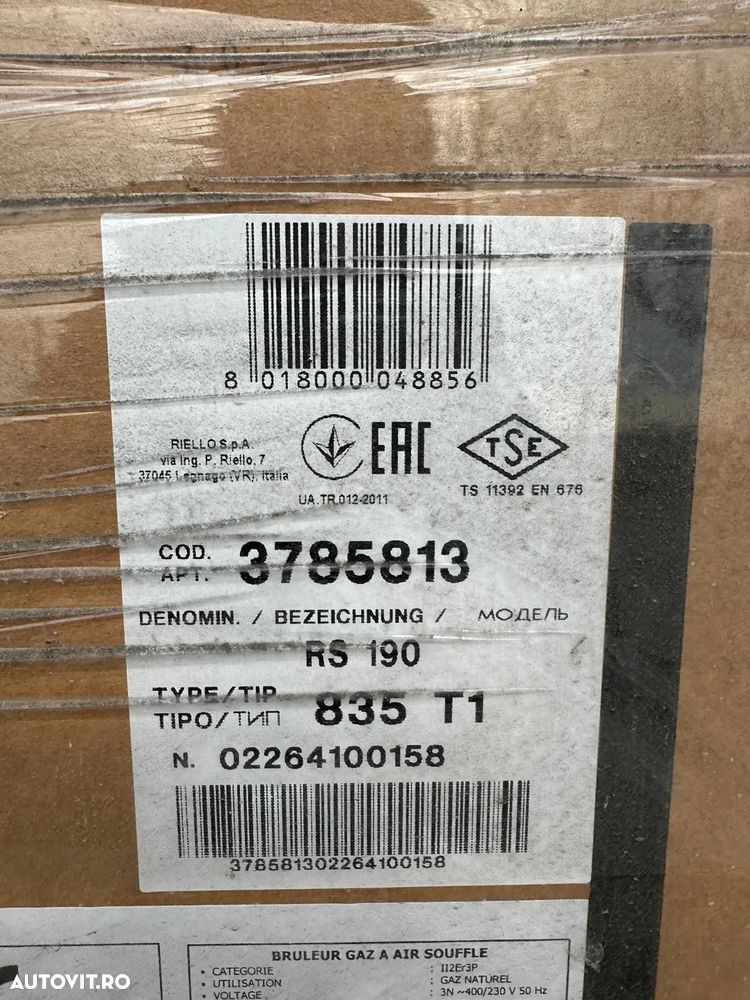 8 018000 048856
RIELLO S.p.A.
via Ing. P. Riello, 7
37045 Legnago (VR), Italia
EAC
TSE
UA.TR.012-2011
TS 11392 EN 676
COD.
APT. 3785813
DENOMIN. / BEZEICHNUNG / МОДЕЛЬ
RS 190
TYPE/TIP
TIPO/ТИП 835 T1
N. 02264100158
378581302264100158
BRULEUR GAZ A AIR SOUFFLE
• CATEGORIE : II2Er3P
• UTILISATION : GAZ NATUREL
• VOLTAGE : 3N ~400/230 V 50 Hz
AUTOVIT.RO